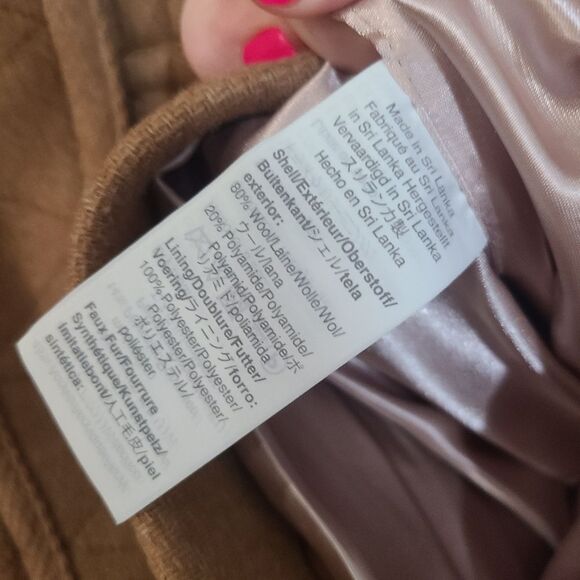 Made in Sri Lanka
Fabriqué au Sri Lanka
in Sri Lanka Hergestellt
Vervaardigd in Sri Lanka
スリランカ製
Hecho en Sri Lanka
Shell/Extérieur/Oberstoff/
Buitenkant/シェル/tela
exterior:
80% Wool/Laine/Wolle/Wol/
ウール/lana
20% Polyamide/Polyamide/
Polyamid/Polyamide/ポ
リアミド/poliamida
Lining/Doublure/Futter/
Voering/ライニング/forro:
100% Polyester/Polyester/
Polyester/Polyester/
ポリエステル/
poliéster
Faux Fur/Fourrure
Synthétique/Kunstpelz/
Imitatiebont/人工毛皮/piel
sintética: